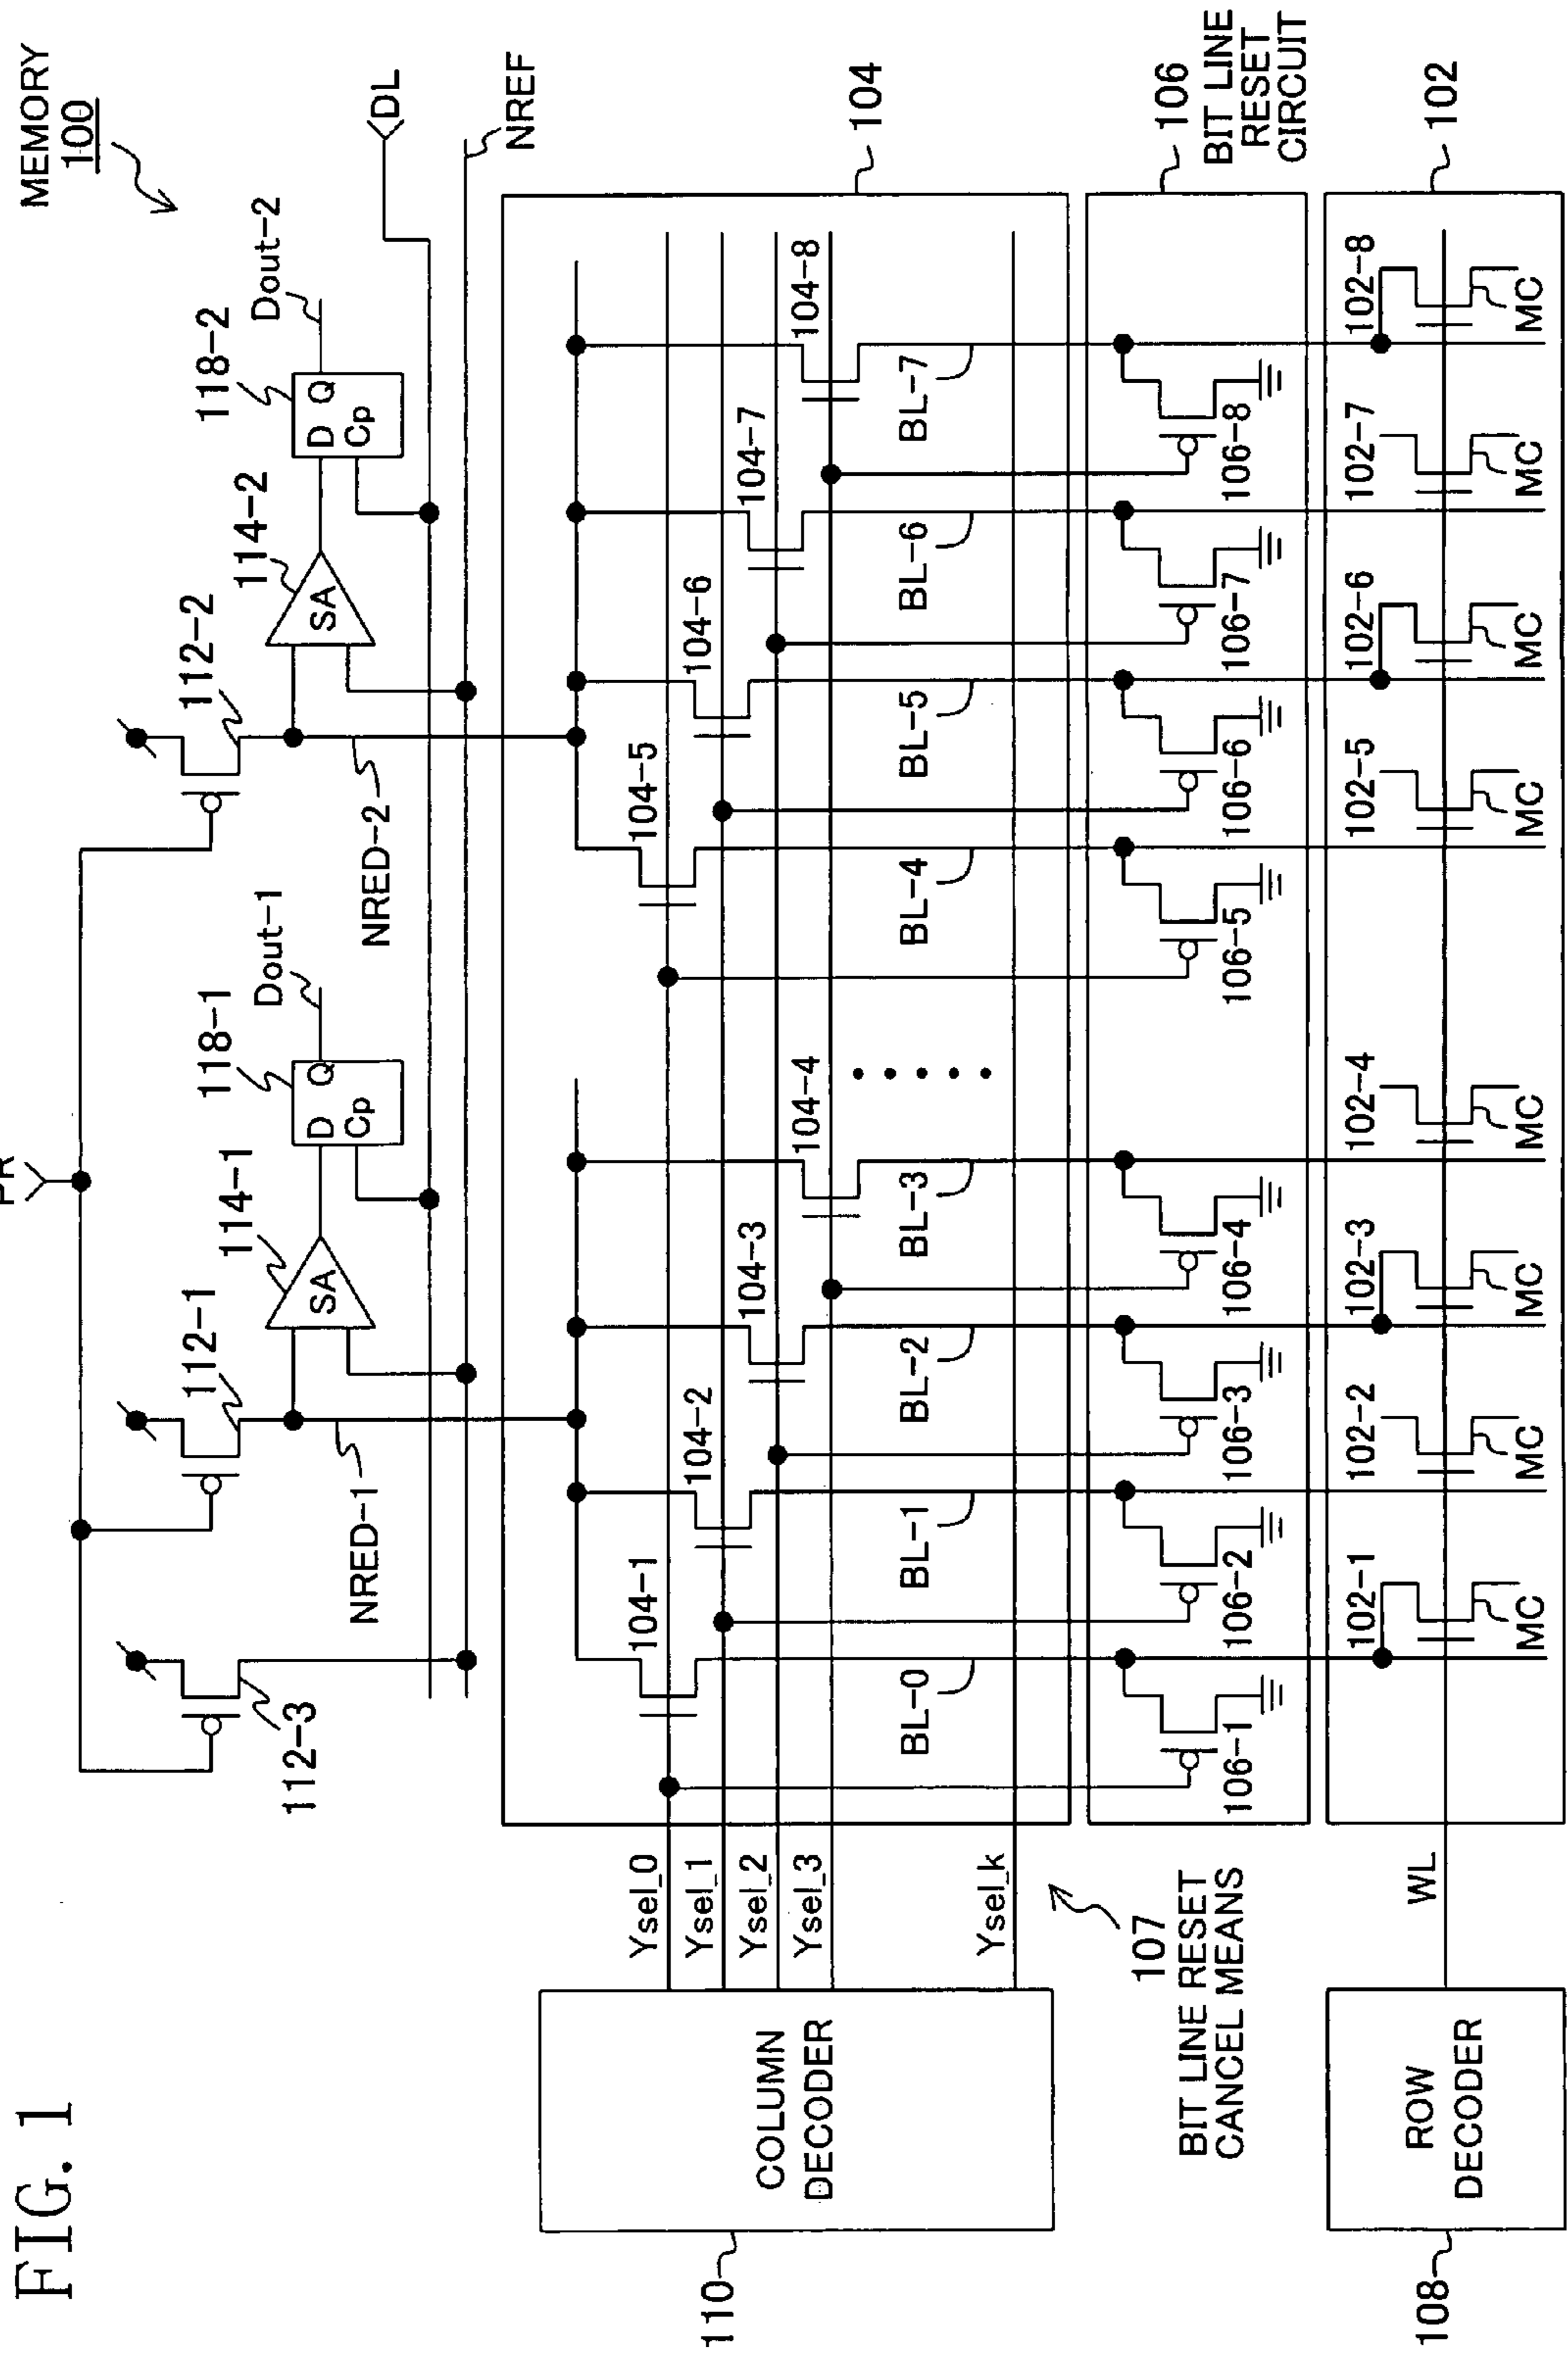 FIG. 1
MEMORY
100
PR
DL
NREF
112-3
112-1
114-1
SA
118-1
D
Q
Cp
Dout-1
NRED-1
112-2
114-2
SA
118-2
D
Q
Cp
Dout-2
NRED-2
110
COLUMN
DECODER
Ysel_0
Ysel_1
Ysel_2
Ysel_3
Ysel_k
104
104-1
104-2
104-3
104-4
104-5
104-6
104-7
104-8
BL-0
BL-1
BL-2
BL-3
BL-4
BL-5
BL-6
BL-7
107
BIT LINE RESET
CANCEL MEANS
106
BIT LINE
RESET
CIRCUIT
106-1
106-2
106-3
106-4
106-5
106-6
106-7
106-8
108
ROW
DECODER
WL
102
102-1
102-2
102-3
102-4
102-5
102-6
102-7
102-8
MC
MC
MC
MC
MC
MC
MC
MC